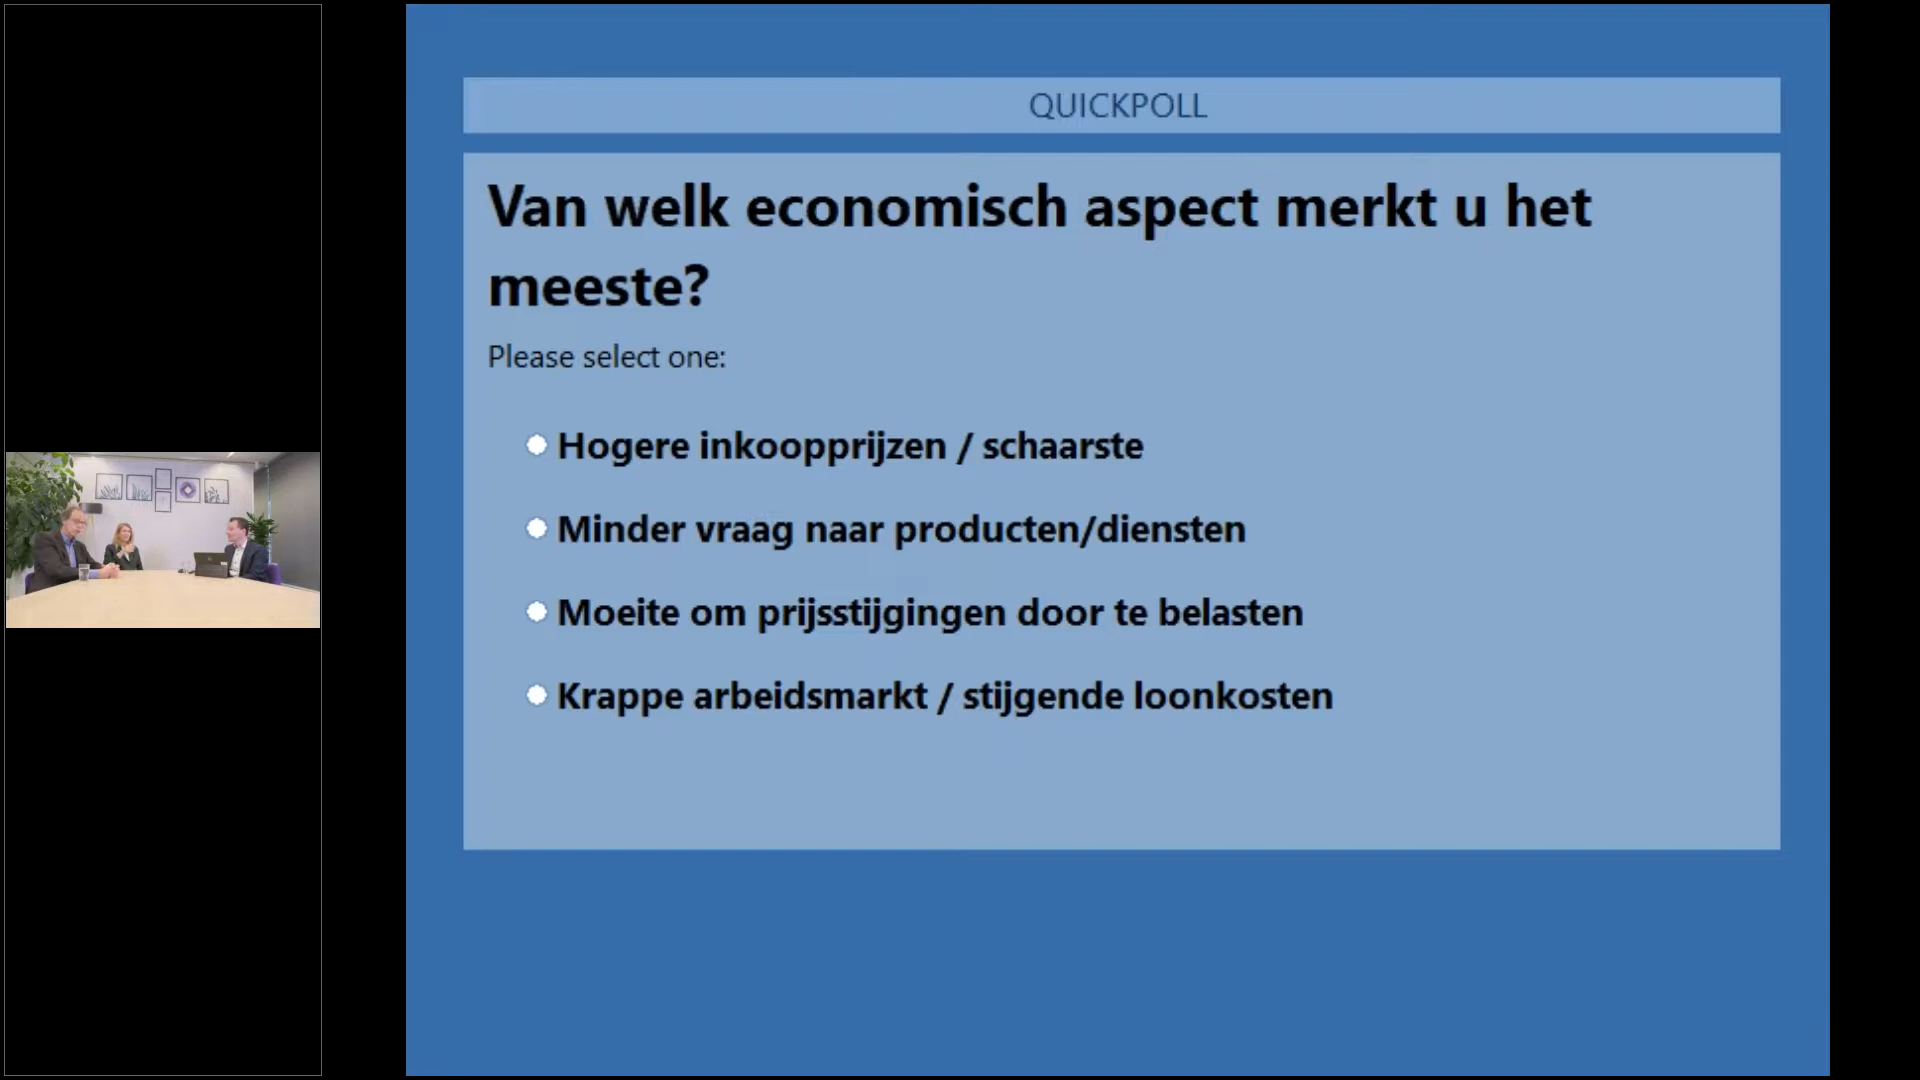 QUICKPOLL
Van welk economisch aspect merkt u het
meeste?
Please select one:
Hogere inkoopprijzen / schaarste
Minder vraag naar producten/diensten
Moeite om prijsstijgingen door te belasten
Krappe arbeidsmarkt / stijgende loonkosten